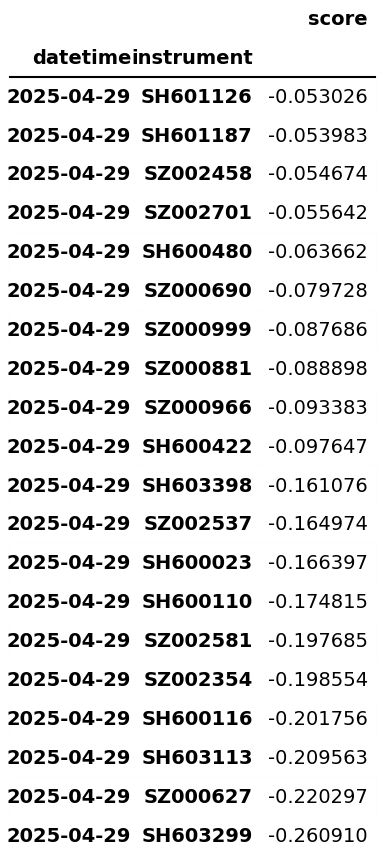 score
datetime instrument
2025-04-29 SH601126 -0.053026
2025-04-29 SH601187 -0.053983
2025-04-29 SZ002458 -0.054674
2025-04-29 SZ002701 -0.055642
2025-04-29 SH600480 -0.063662
2025-04-29 SZ000690 -0.079728
2025-04-29 SZ000999 -0.087686
2025-04-29 SZ000881 -0.088898
2025-04-29 SZ000966 -0.093383
2025-04-29 SH600422 -0.097647
2025-04-29 SH603398 -0.161076
2025-04-29 SZ002537 -0.164974
2025-04-29 SH600023 -0.166397
2025-04-29 SH600110 -0.174815
2025-04-29 SZ002581 -0.197685
2025-04-29 SZ002354 -0.198554
2025-04-29 SH600116 -0.201756
2025-04-29 SH603113 -0.209563
2025-04-29 SZ000627 -0.220297
2025-04-29 SH603299 -0.260910